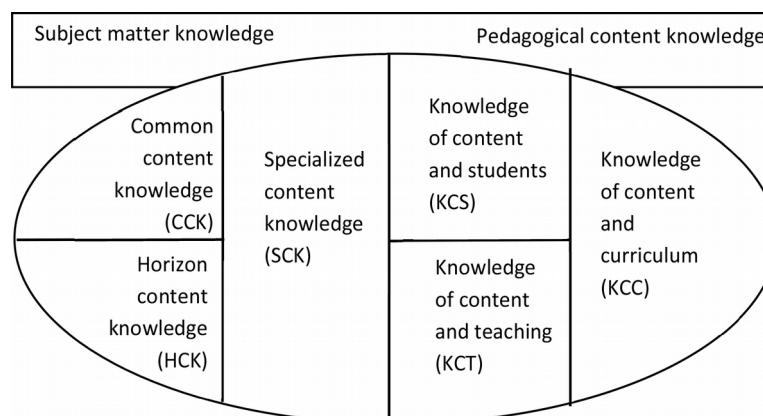 Subject matter knowledge
Pedagogical content knowledge
Common
content
knowledge
(CCK)
Horizon
content
knowledge
(HCK)
Specialized
content
knowledge
(SCK)
Knowledge
of content
and students
(KCS)
Knowledge
of content
and teaching
(KCT)
Knowledge
of content
and
curriculum
(KCC)